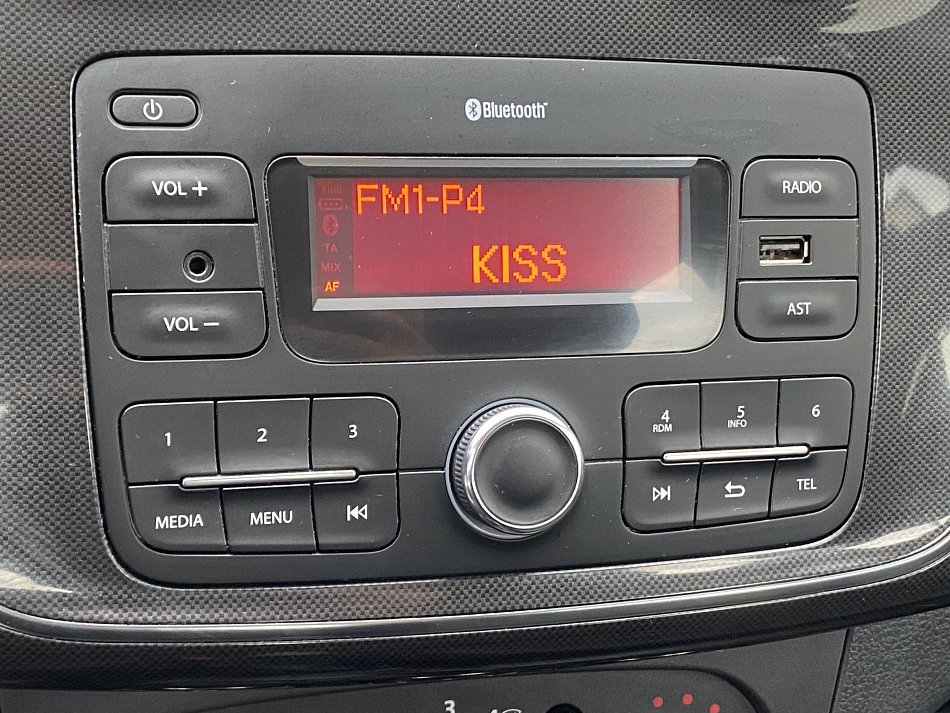 Bluetooth
VOL +
RADIO
FM1-P4
TA
MIX
AF
KISS
VOL −
AST
1
2
3
4
RDM
5
INFO
6
MEDIA
MENU
TEL
3